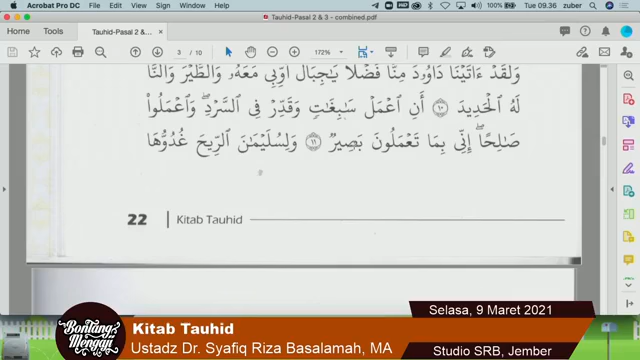 Acrobat Pro DC File Edit View Window Help Tue 09.36 zuber
Tauhid-Pasal 2 & 3 - combined.pdf
Home Tools Tauhid-Pasal 2 & 3...
3 / 10 172%
وَلَقَدْ ءَاتَيْنَا دَاوُۥدَ مِنَّا فَضْلًا يَٰجِبَالُ أَوِّبِى مَعَهُۥ وَٱلطَّيْرَ وَأَلَنَّا
لَهُ ٱلْحَدِيدَ ١٠ أَنِ ٱعْمَلْ سَٰبِغَٰتٍ وَقَدِّرْ فِى ٱلسَّرْدِ ۖ وَٱعْمَلُوا۟
صَٰلِحًا ۖ إِنِّى بِمَا تَعْمَلُونَ بَصِيرٌ ١١ وَلِسُلَيْمَٰنَ ٱلرِّيحَ غُدُوُّهَا
22 | Kitab Tauhid
Selasa, 9 Maret 2021
Bontang Mengaji
Kitab Tauhid
Ustadz Dr. Syafiq Riza Basalamah, MA
Studio SRB, Jember